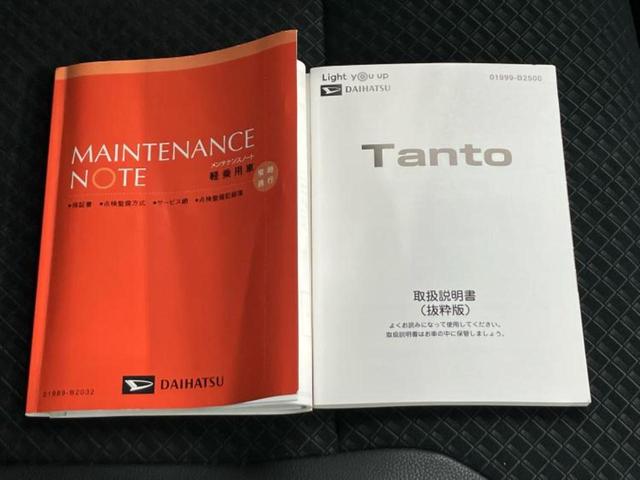 MAINTENANCE
NOTE
メンテナンスノート
軽乗用車
常時
携行
●保証書 ●点検整備方式 ●サービス網 ●点検整備記録簿
01989-B2032
DAIHATSU
Light you up
DAIHATSU
01999-B2500
Tanto
取扱説明書
（抜粋版）
よくお読みになって使用してください。
取扱説明書はお車の中に保管しましょう。